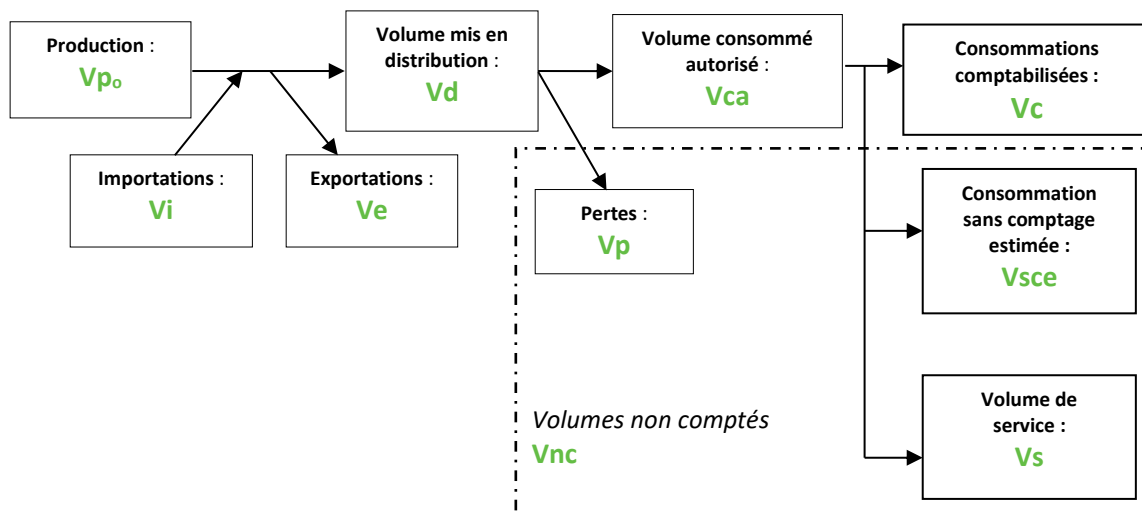 Production :
Vpₒ
Volume mis en
distribution :
Vd
Volume consommé
autorisé :
Vca
Consommations
comptabilisées :
Vc
Importations :
Vi
Exportations :
Ve
Pertes :
Vp
Consommation
sans comptage
estimée :
Vsce
Volumes non comptés
Vnc
Volume de
service :
Vs